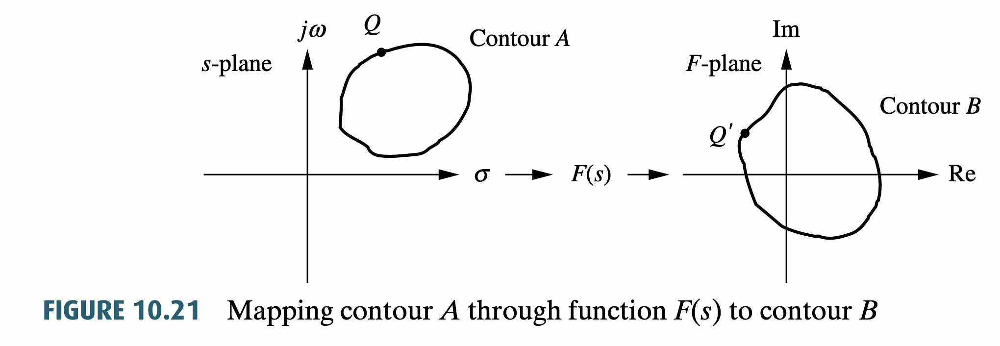 jω
Q
Contour A
s-plane
σ
F(s)
Im
F-plane
Contour B
Q′
Re
FIGURE 10.21 Mapping contour A through function F(s) to contour B